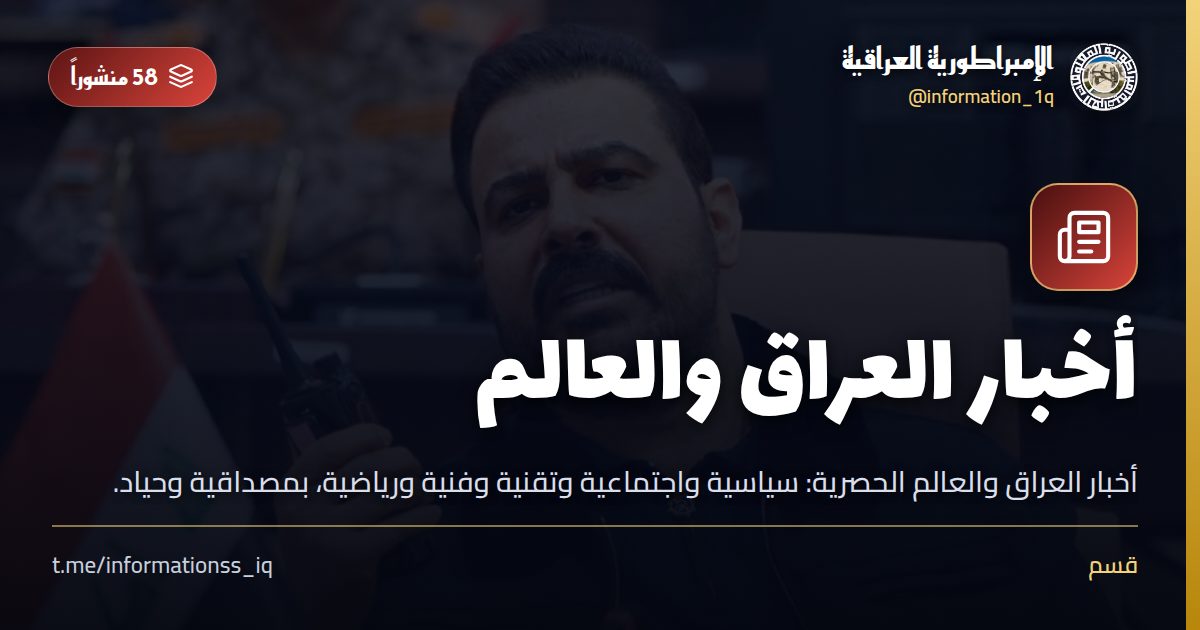 الإمبراطورية العراقية
@information_1q
58 منشوراً
أخبار العراق والعالم
أخبار العراق والعالم الحصرية: سياسية واجتماعية وتقنية وفنية ورياضية، بمصداقية وحياد.
قسم
t.me/informationss_iq